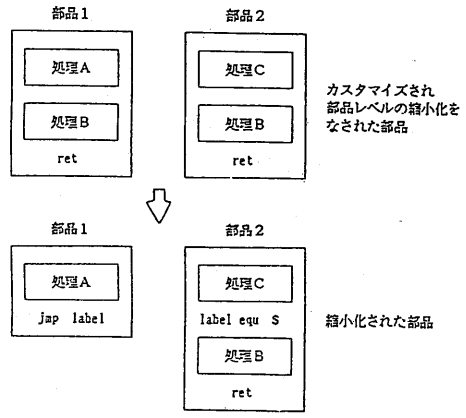 部品1
部品2
処理A
処理C
処理B
処理B
ret
ret
カスタマイズされ
部品レベルの縮小化を
なされた部品
部品1
部品2
処理A
処理C
jmp label
label equ S
縮小化された部品
処理B
ret